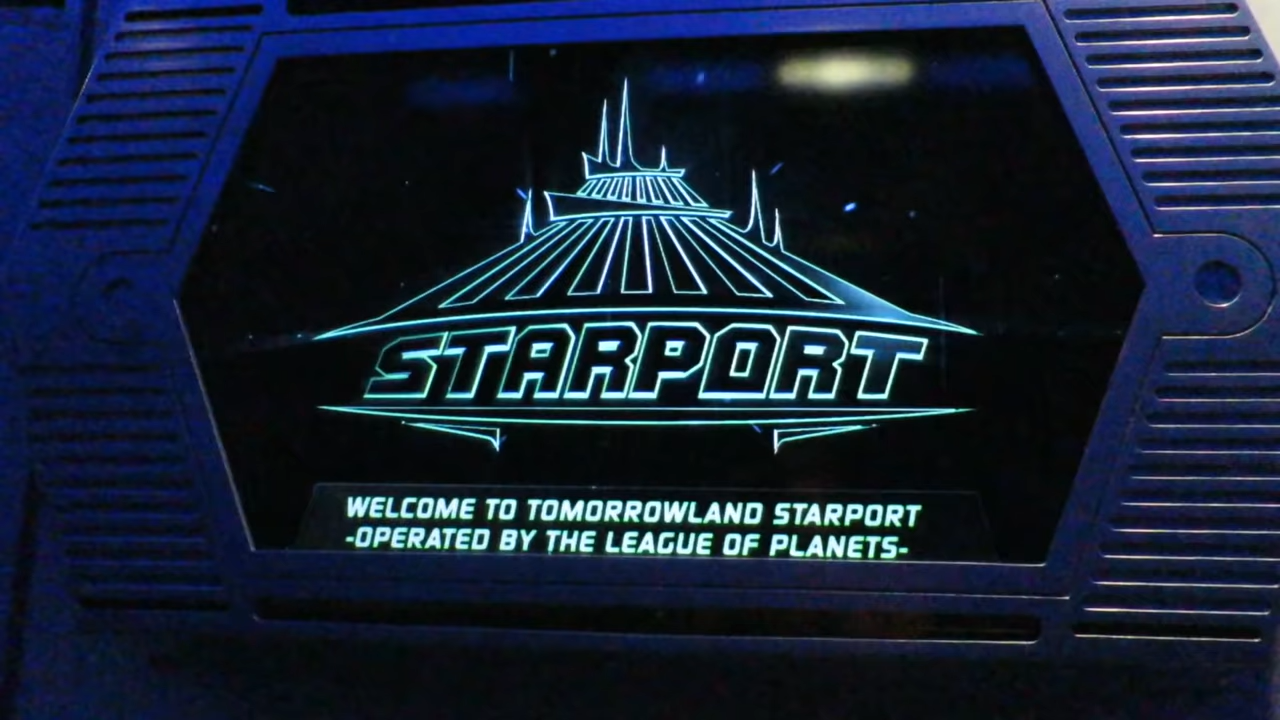 STARPORT
WELCOME TO TOMORROWLAND STARPORT
-OPERATED BY THE LEAGUE OF PLANETS-